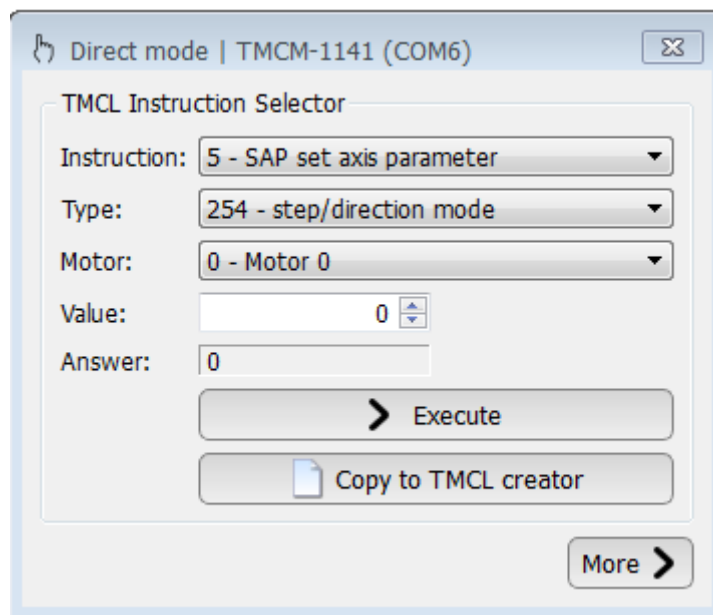 Direct mode | TMCM-1141 (COM6)
TMCL Instruction Selector
Instruction: 5 - SAP set axis parameter
Type: 254 - step/direction mode
Motor: 0 - Motor 0
Value: 0
Answer: 0
Execute
Copy to TMCL creator
More